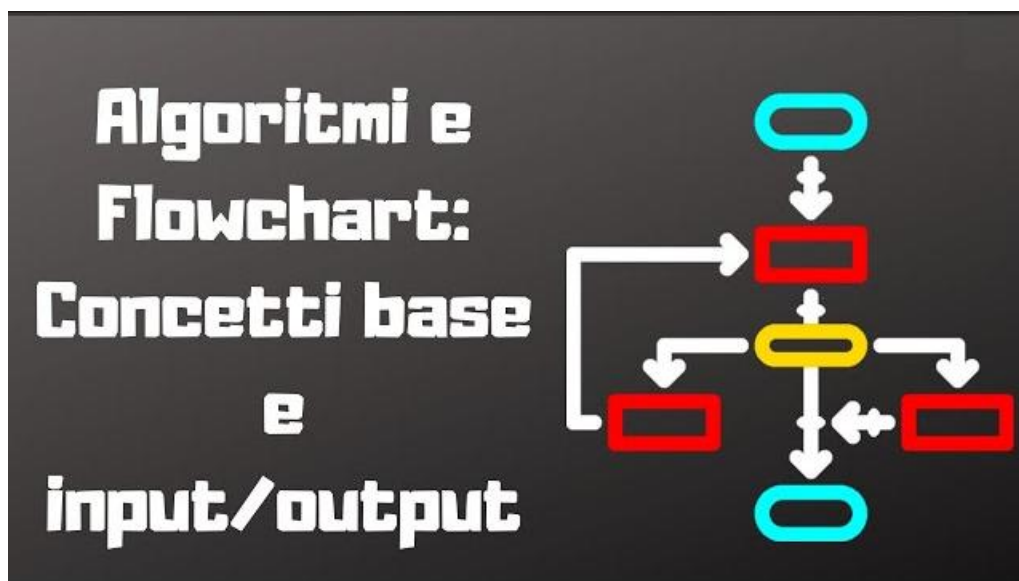 Algoritmi e
Flowchart:
Concetti base
e
input/output